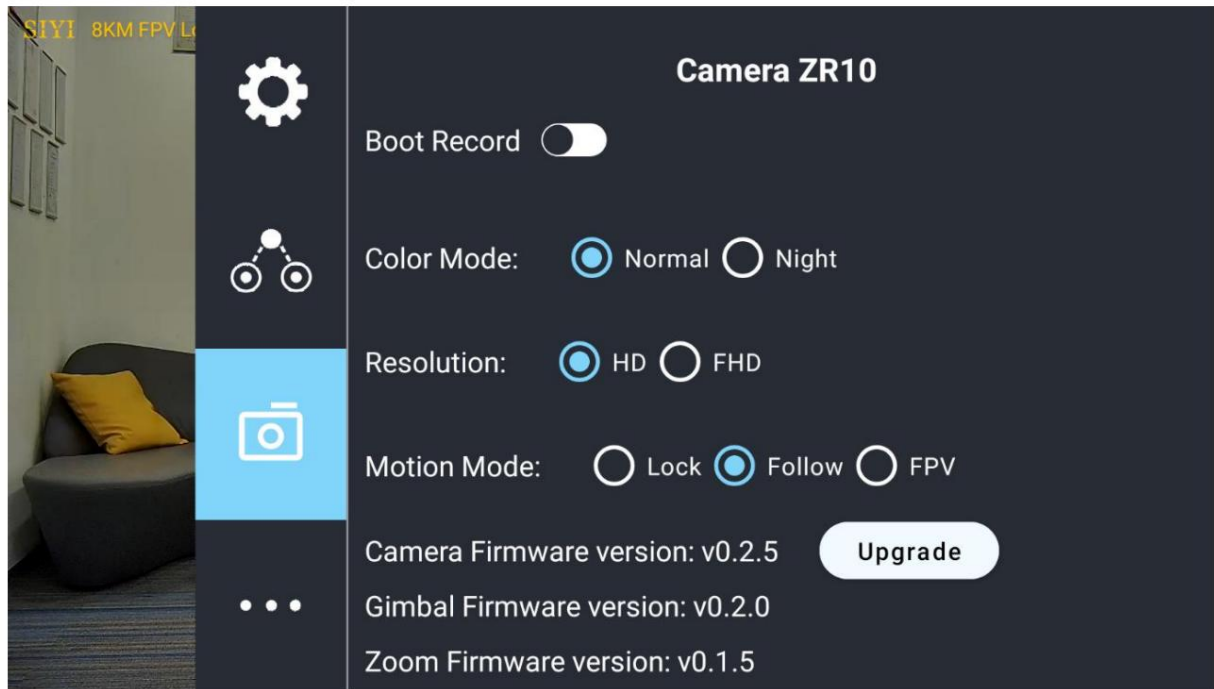 SIYI 8KM FPV
Camera ZR10
Boot Record
Color Mode: Normal Night
Resolution: HD FHD
Motion Mode: Lock Follow FPV
Camera Firmware version: v0.2.5 Upgrade
Gimbal Firmware version: v0.2.0
Zoom Firmware version: v0.1.5